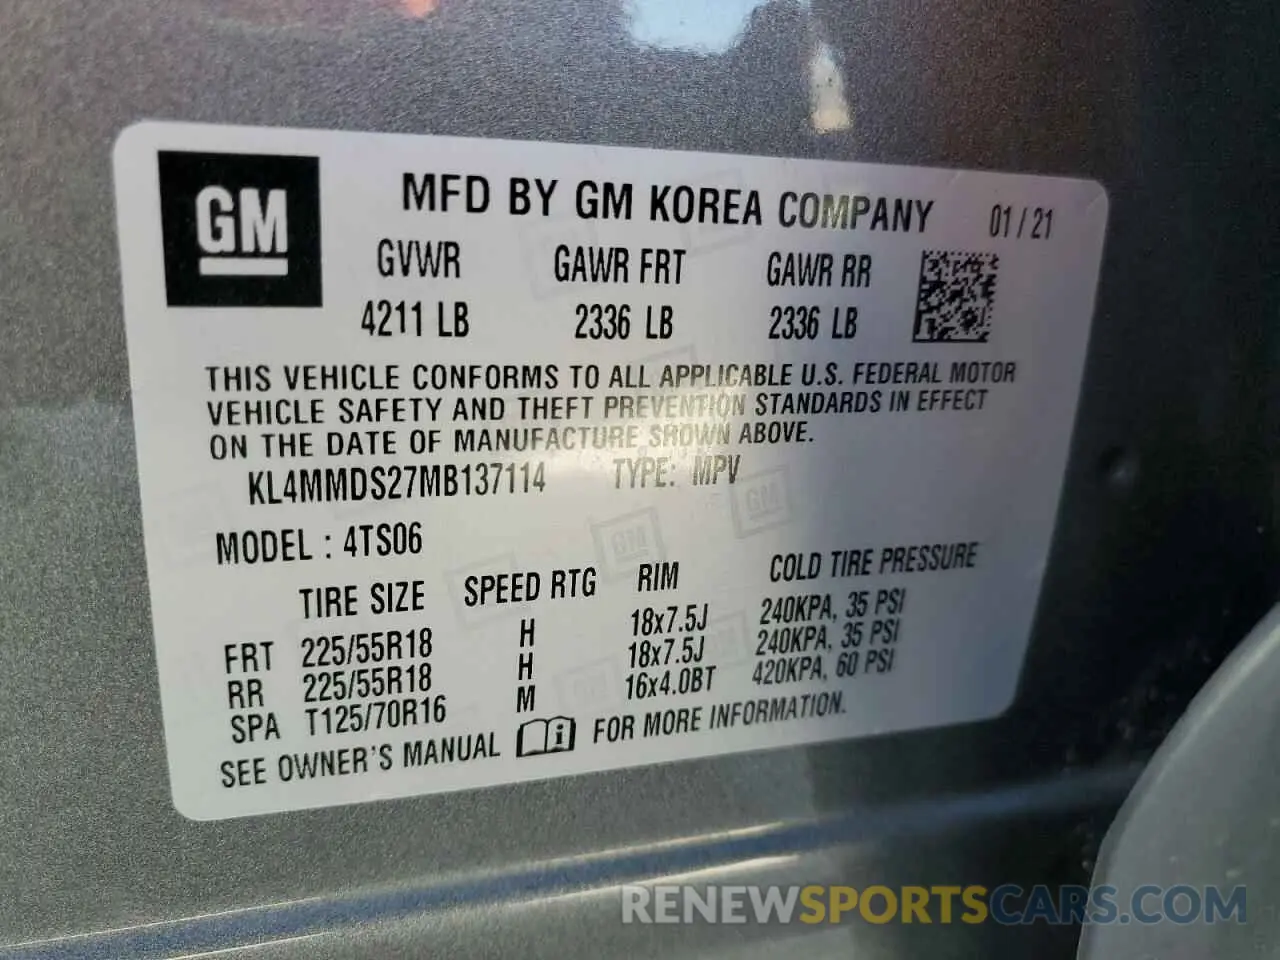 GM
MFD BY GM KOREA COMPANY 01/21
GVWR GAWR FRT GAWR RR
4211 LB 2336 LB 2336 LB
THIS VEHICLE CONFORMS TO ALL APPLICABLE U.S. FEDERAL MOTOR
VEHICLE SAFETY AND THEFT PREVENTION STANDARDS IN EFFECT
ON THE DATE OF MANUFACTURE SHOWN ABOVE.
KL4MMDS27MB137114 TYPE: MPV
MODEL : 4TS06
TIRE SIZE SPEED RTG RIM COLD TIRE PRESSURE
FRT 225/55R18 H 18x7.5J 240KPA, 35 PSI
RR 225/55R18 H 18x7.5J 240KPA, 35 PSI
SPA T125/70R16 M 16x4.0BT 420KPA, 60 PSI
SEE OWNER'S MANUAL FOR MORE INFORMATION.
RENEWSPORTSCARS.COM